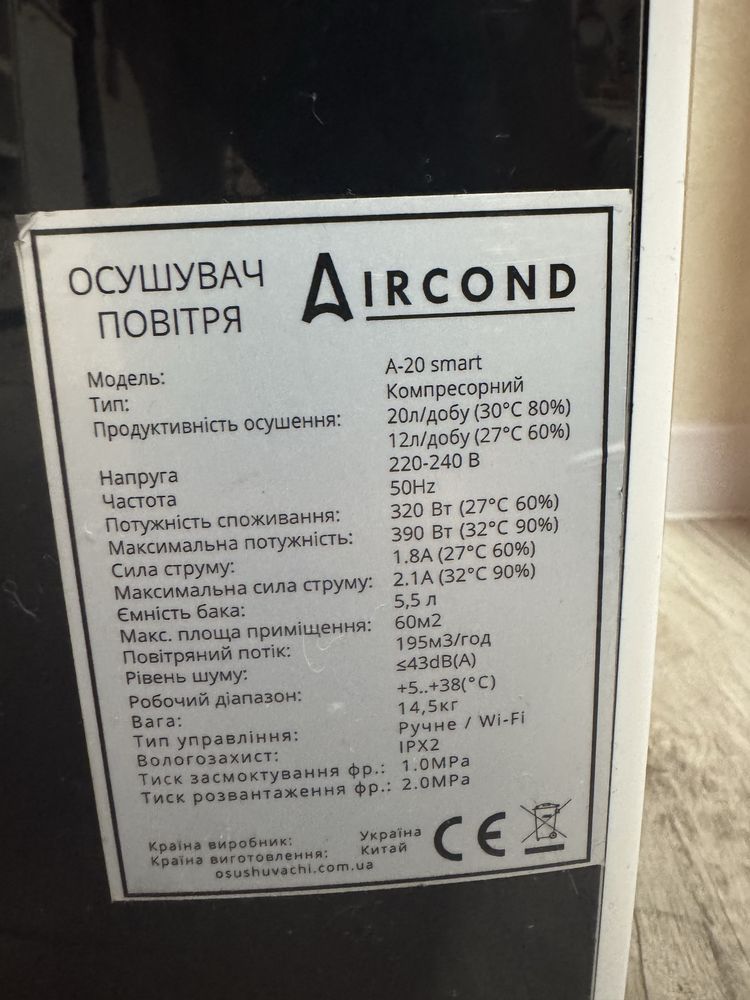 ОСУШУВАЧ
ПОВІТРЯ
AIRCOND
Модель: A-20 smart
Тип: Компресорний
Продуктивність осушення: 20л/добу (30°C 80%)
12л/добу (27°C 60%)
Напруга 220-240 В
Частота 50Hz
Потужність споживання: 320 Вт (27°C 60%)
Максимальна потужність: 390 Вт (32°C 90%)
Сила струму: 1.8А (27°C 60%)
Максимальна сила струму: 2.1А (32°C 90%)
Ємність бака: 5,5 л
Макс. площа приміщення: 60м2
Повітряний потік: 195м3/год
Рівень шуму: ≤43dB(A)
Робочий діапазон: +5..+38(°C)
Вага: 14,5кг
Тип управління: Ручне / Wi-Fi
Вологозахист: IPX2
Тиск засмоктування фр.: 1.0MPa
Тиск розвантаження фр.: 2.0MPa
Країна виробник: Україна
Країна виготовлення: Китай
osushuvachi.com.ua
CE